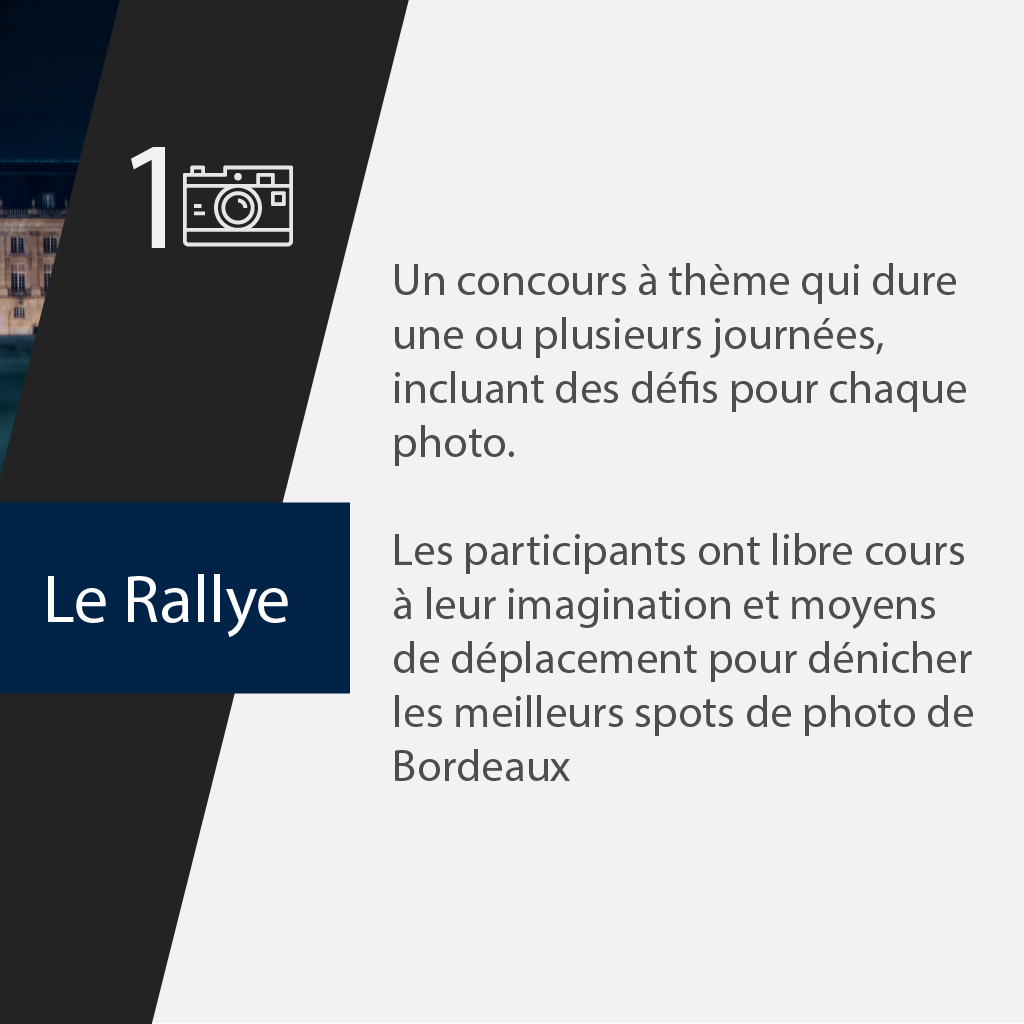 1
Un concours à thème qui dure
une ou plusieurs journées,
incluant des défis pour chaque
photo.
Le Rallye
Les participants ont libre cours
à leur imagination et moyens
de déplacement pour dénicher
les meilleurs spots de photo de
Bordeaux